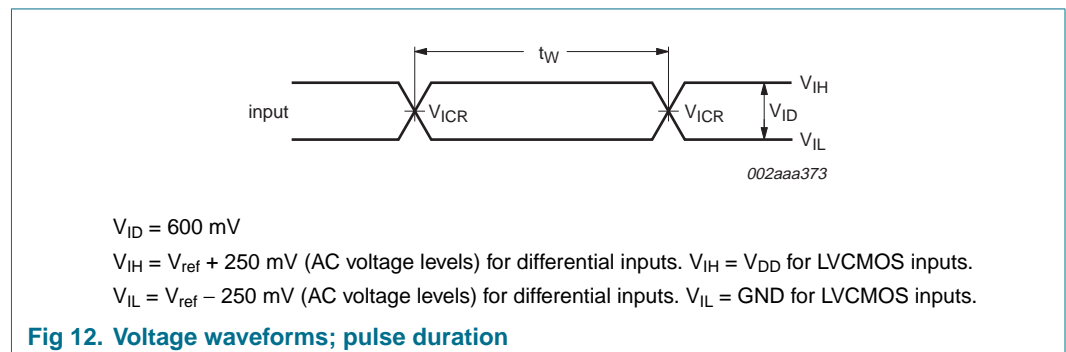 tW
VIH
input
VICR
VICR
VID
VIL
002aaa373
VID = 600 mV
VIH = Vref + 250 mV (AC voltage levels) for differential inputs. VIH = VDD for LVCMOS inputs.
VIL = Vref − 250 mV (AC voltage levels) for differential inputs. VIL = GND for LVCMOS inputs.
Fig 12. Voltage waveforms; pulse duration